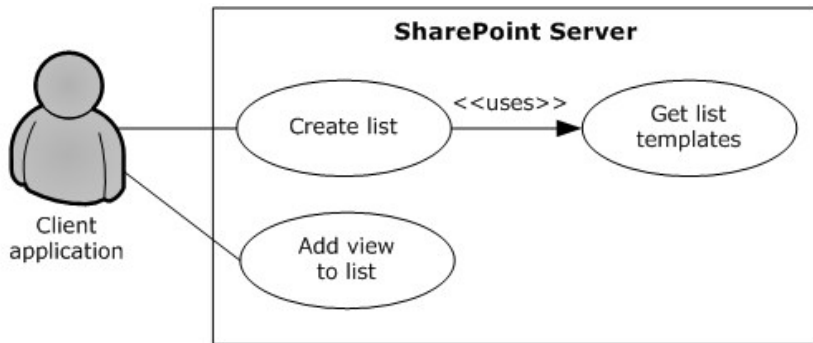 SharePoint Server
Create list
<<uses>>
Get list
templates
Client
application
Add view
to list